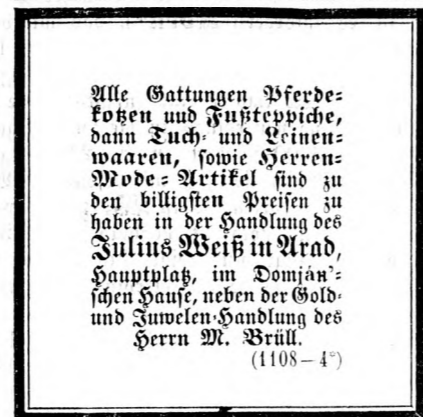 Alle Gattungen Pferde-
kotzen uud Fußteppiche,
dann Tuch- und Leinen-
waaren, sowie Herren-
Mode-Artikel sind zu
den billigsten Preisen zu
haben in der Handlung des
Julius Weiß in Arad,
Hauptplatz, im Domján'-
schen Hause, neben der Gold-
und Juwelen-Handlung des
Herrn M. Brüll.
(1108–4°)